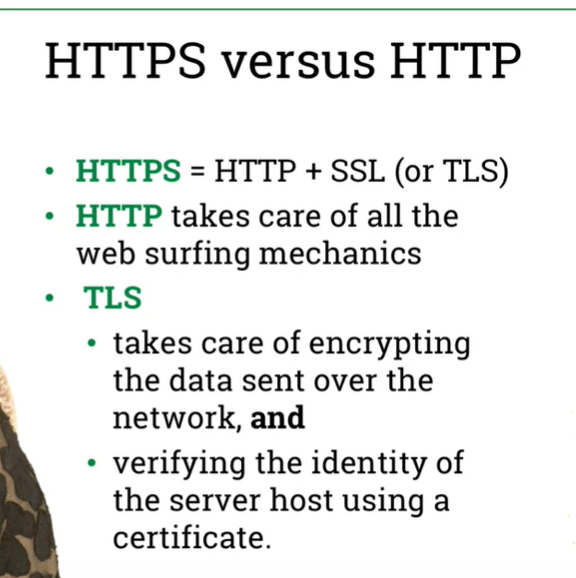 HTTPS versus HTTP
• HTTPS = HTTP + SSL (or TLS)
• HTTP takes care of all the
web surfing mechanics
• TLS
• takes care of encrypting
the data sent over the
network, and
• verifying the identity of
the server host using a
certificate.